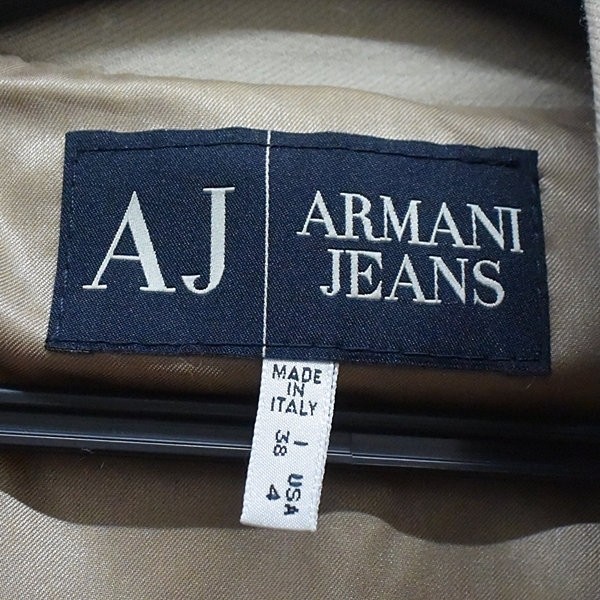 AJ
ARMANI
JEANS
MADE
IN
ITALY
I 38
USA 4